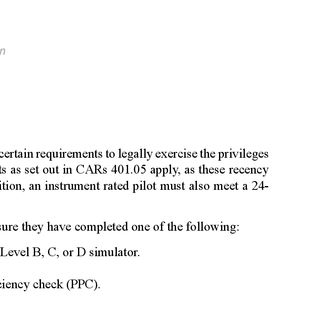 n
certain requirements to legally exercise the privileges
ts as set out in CARs 401.05 apply, as these recency
ition, an instrument rated pilot must also meet a 24-
sure they have completed one of the following:
Level B, C, or D simulator.
ciency check (PPC).